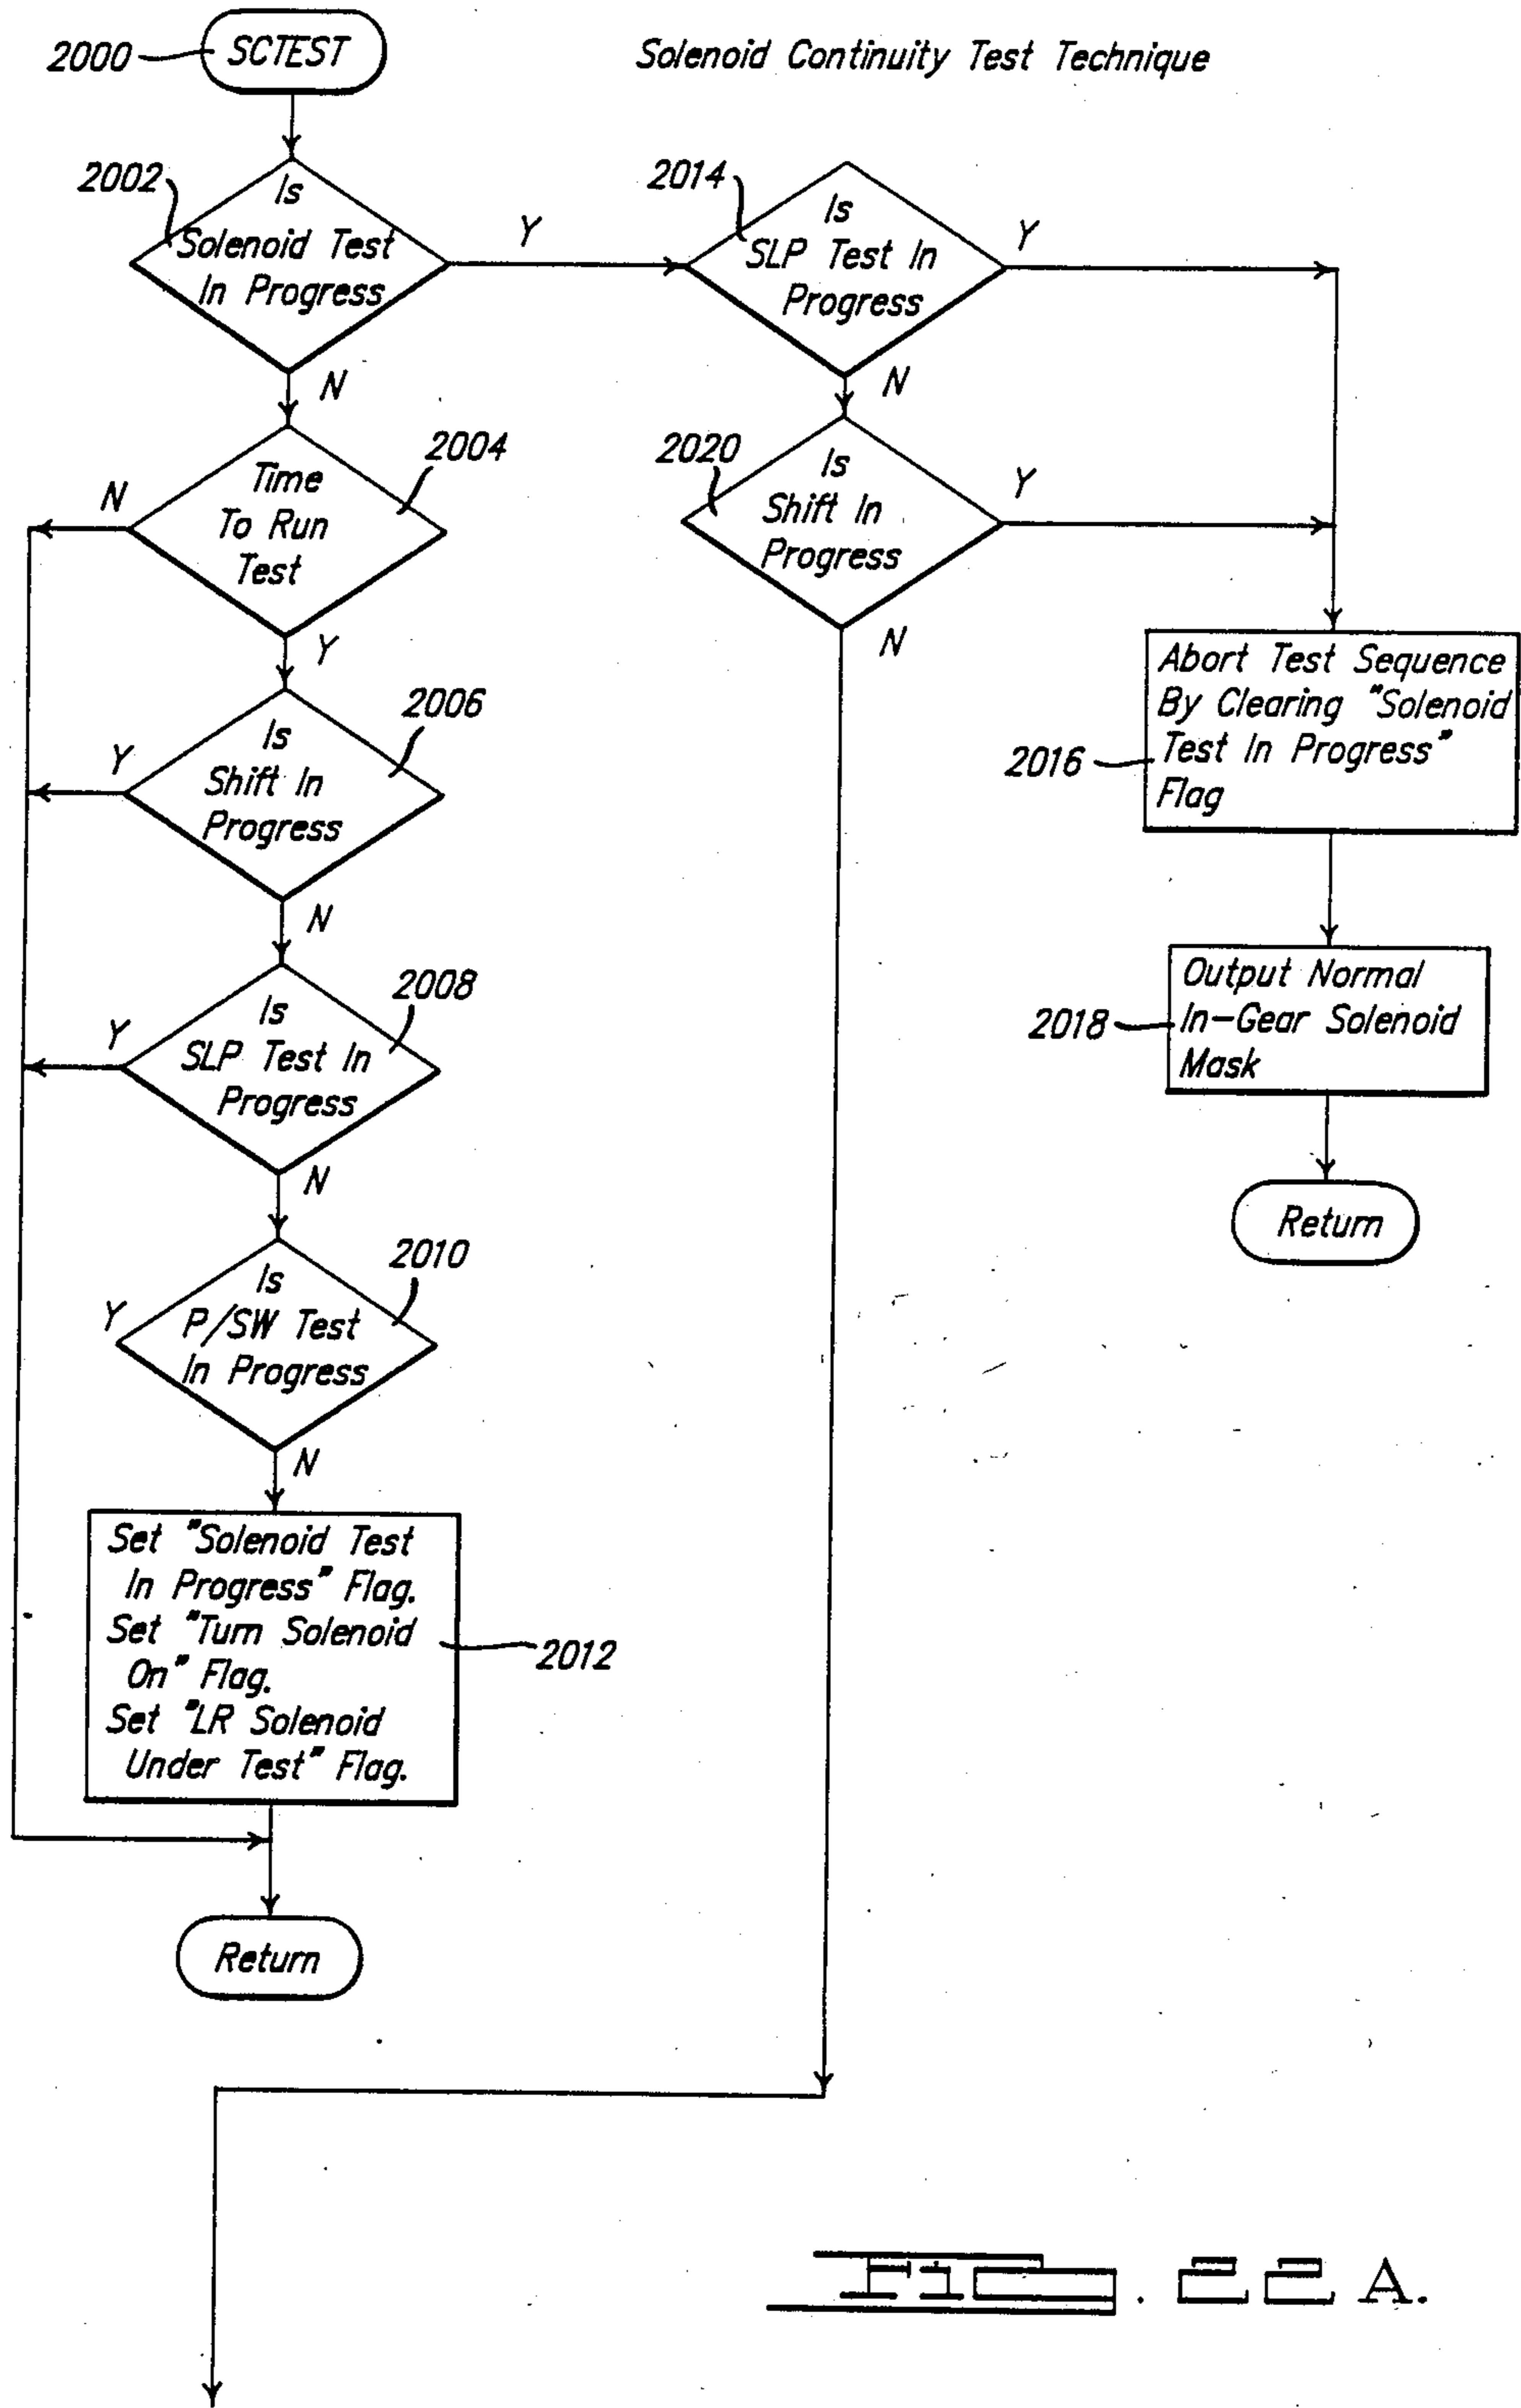 2000
SCTEST
Solenoid Continuity Test Technique
2002
Is
Solenoid Test
In Progress
Y
N
2014
Is
SLP Test In
Progress
Y
N
2004
Time
To Run
Test
N
Y
2020
Is
Shift In
Progress
Y
N
2006
Is
Shift In
Progress
Y
N
2016
Abort Test Sequence
By Clearing "Solenoid
Test In Progress"
Flag
2008
Is
SLP Test In
Progress
Y
N
2018
Output Normal
In-Gear Solenoid
Mask
Return
2010
Is
P/SW Test
In Progress
Y
N
2012
Set "Solenoid Test
In Progress" Flag.
Set "Turn Solenoid
On" Flag.
Set "LR Solenoid
Under Test" Flag.
Return
FIG. 22 A.